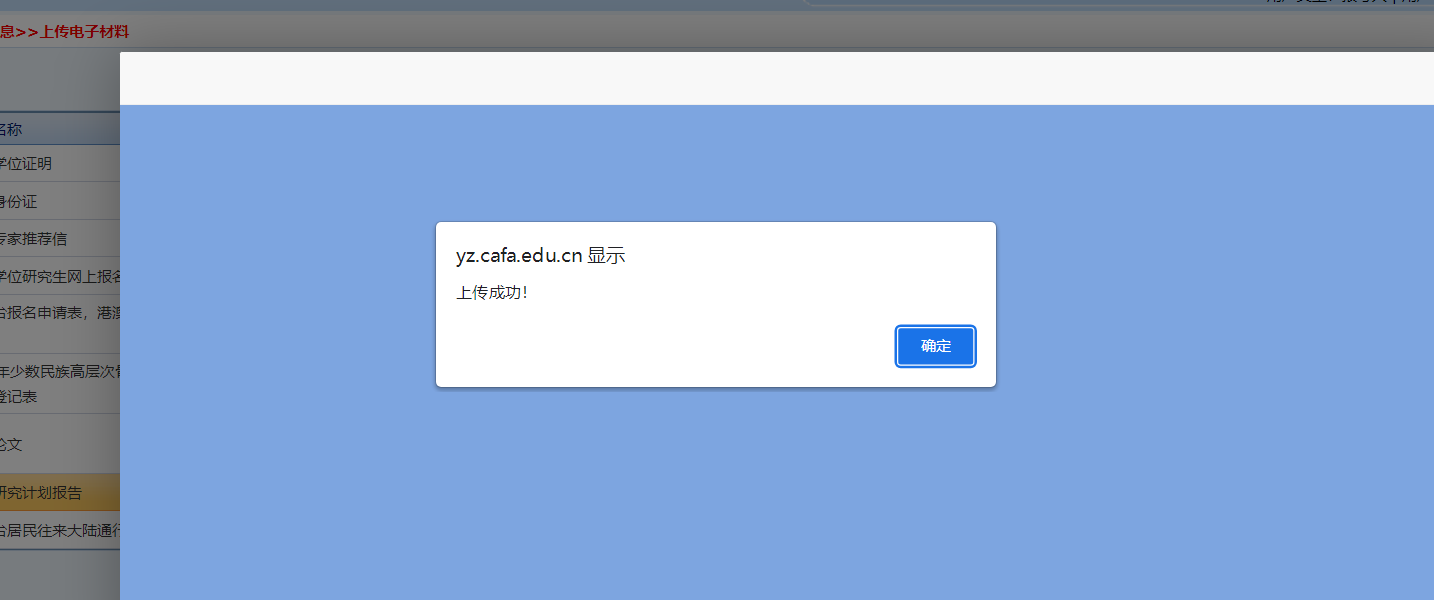 息>>上传电子材料
名称
学位证明
身份证
专家推荐信
学位研究生网上报名
台报名申请表，港澳
年少数民族高层次骨
登记表
论文
研究计划报告
台居民往来大陆通行
yz.cafa.edu.cn 显示
上传成功！
确定